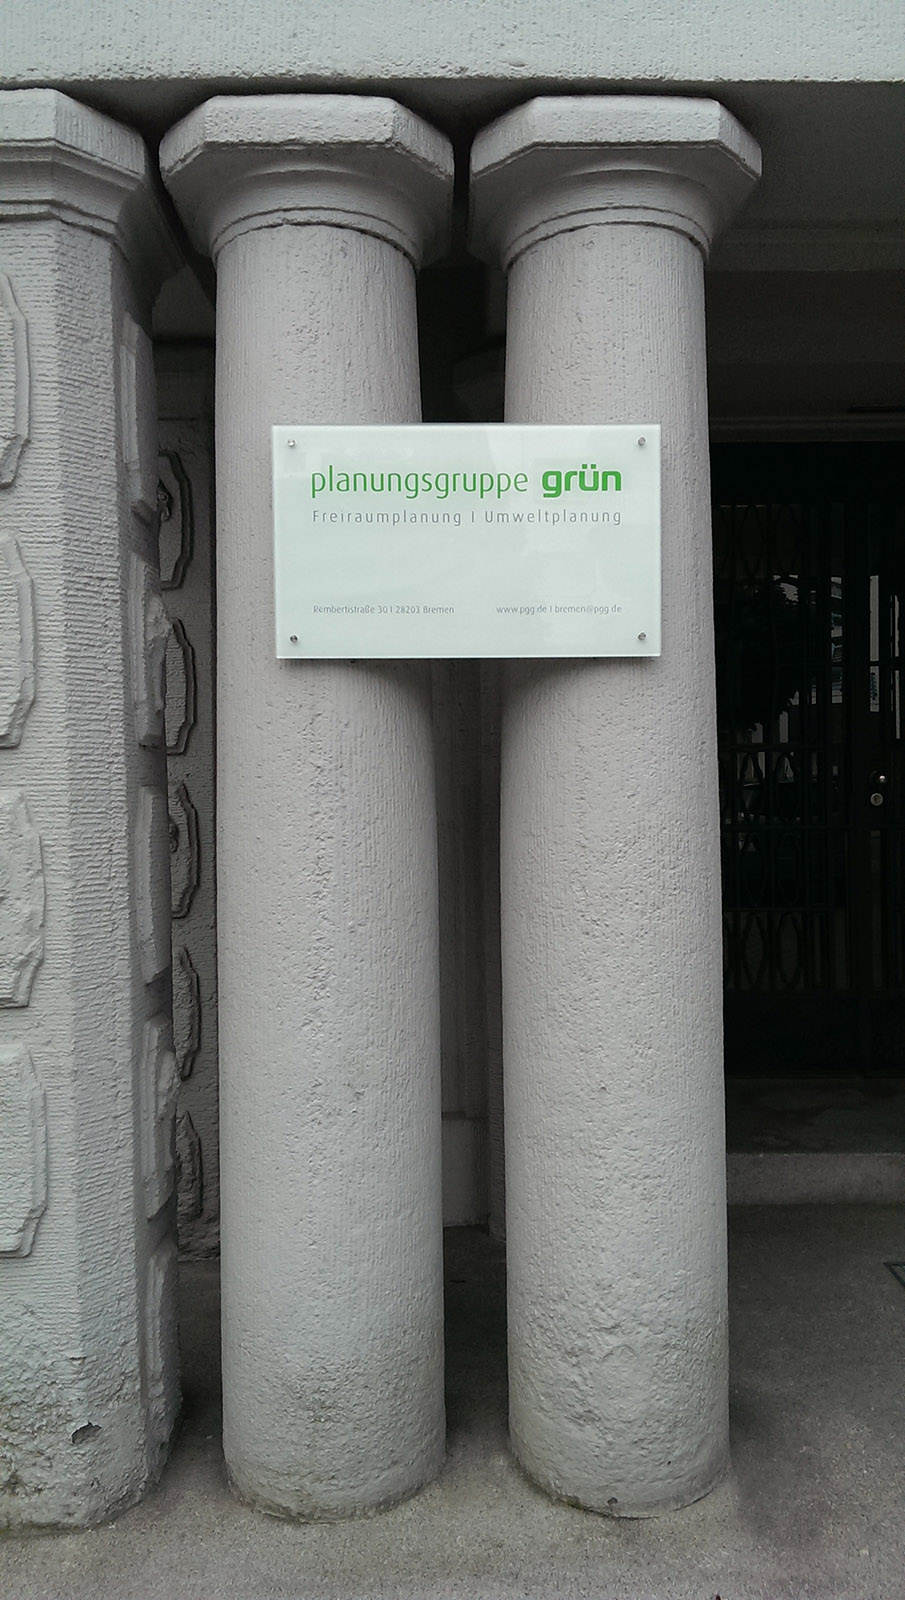 planungsgruppe grün
Freiraumplanung | Umweltplanung
Rembertistraße 30 | 28203 Bremen www.pgg.de | bremen@pgg.de